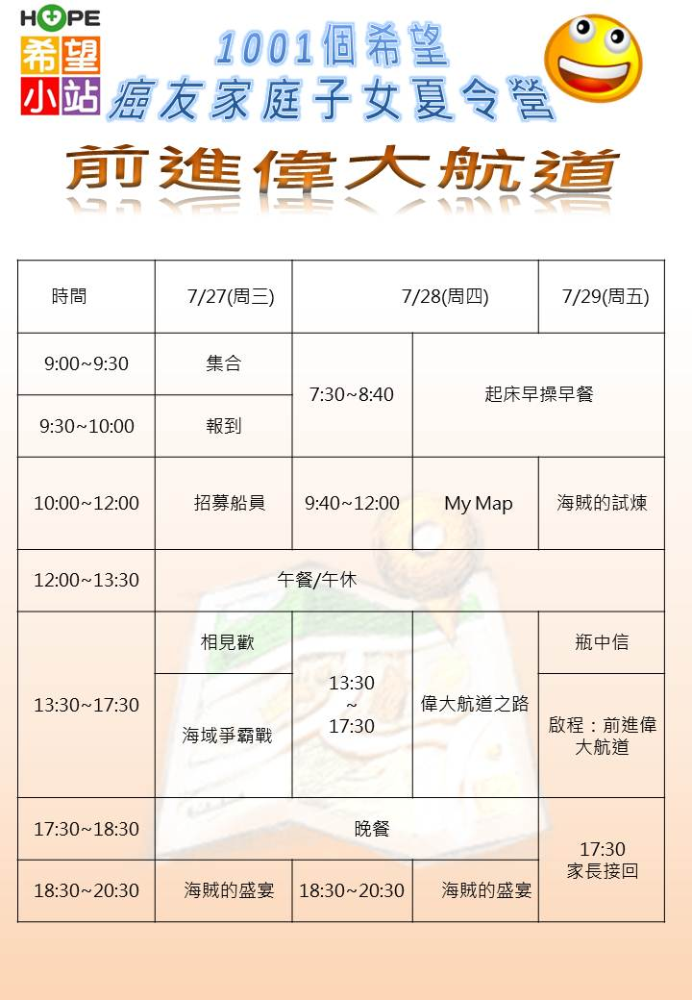 HOPE
希望
小站
1001個希望
癌友家庭子女夏令營
前進偉大航道
時間 7/27(周三) 7/28(周四) 7/29(周五)
9:00~9:30 集合
7:30~8:40 起床早操早餐
9:30~10:00 報到
10:00~12:00 招募船員 9:40~12:00 My Map 海賊的試煉
12:00~13:30 午餐/午休
相見歡 瓶中信
13:30~17:30
13:30
~
17:30
偉大航道之路
海域爭霸戰
啟程：前進偉
大航道
17:30~18:30 晚餐
17:30
家長接回
18:30~20:30 海賊的盛宴 18:30~20:30 海賊的盛宴